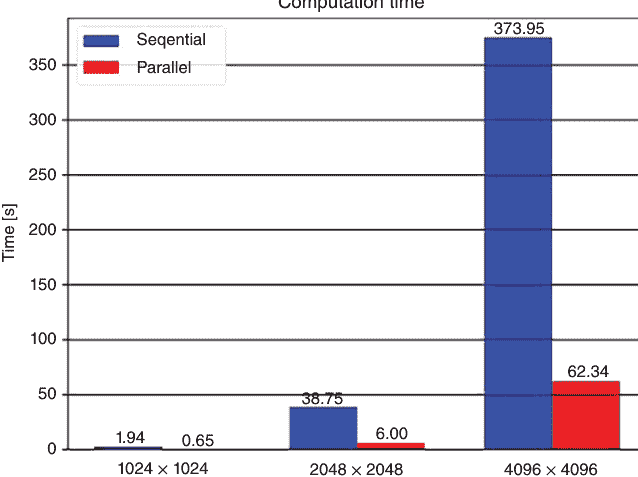 Computation time
Seqential
Parallel
Time [s]
350
300
250
200
150
100
50
0
373.95
62.34
38.75
6.00
1.94
0.65
1024 × 1024
2048 × 2048
4096 × 4096